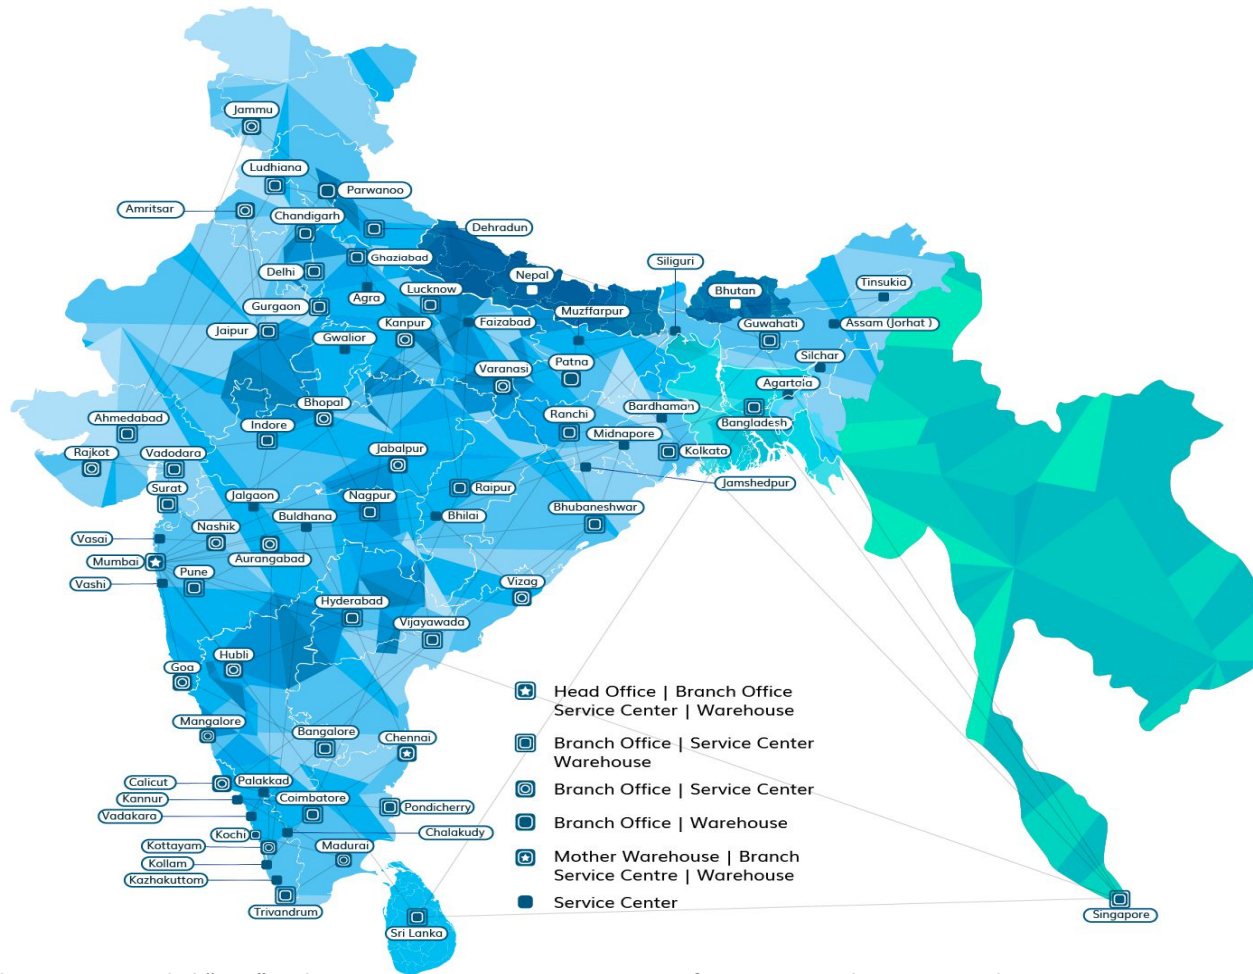 Jammu
Ludhiana
Parwanoo
Amritsar
Chandigarh
Dehradun
Ghaziabad
Siliguri
Delhi
Nepal
Agra
Lucknow
Bhutan
Tinsukia
Gurgaon
Muzffarpur
Jaipur
Gwalior
Kanpur
Faizabad
Guwahati
Assam (Jorhat )
Silchar
Varanasi
Patna
Agartala
Bhopal
Ahmedabad
Indore
Ranchi
Bardhaman
Bangladesh
Midnapore
Rajkot
Vadodara
Jabalpur
Kolkata
Jamshedpur
Surat
Jalgaon
Nagpur
Raipur
Bhubaneshwar
Buldhana
Bhilai
Nashik
Vasai
Aurangabad
Mumbai
Pune
Vashi
Vizag
Hyderabad
Vijayawada
Hubli
Goa
Mangalore
Bangalore
Chennai
Calicut
Palakkad
Kannur
Coimbatore
Pondicherry
Vadakara
Kochi
Chalakudy
Kottayam
Madurai
Kollam
Kazhakuttom
Trivandrum
Sri Lanka
Singapore
Head Office | Branch Office
Service Center | Warehouse
Branch Office | Service Center
Warehouse
Branch Office | Service Center
Branch Office | Warehouse
Mother Warehouse | Branch
Service Centre | Warehouse
Service Center